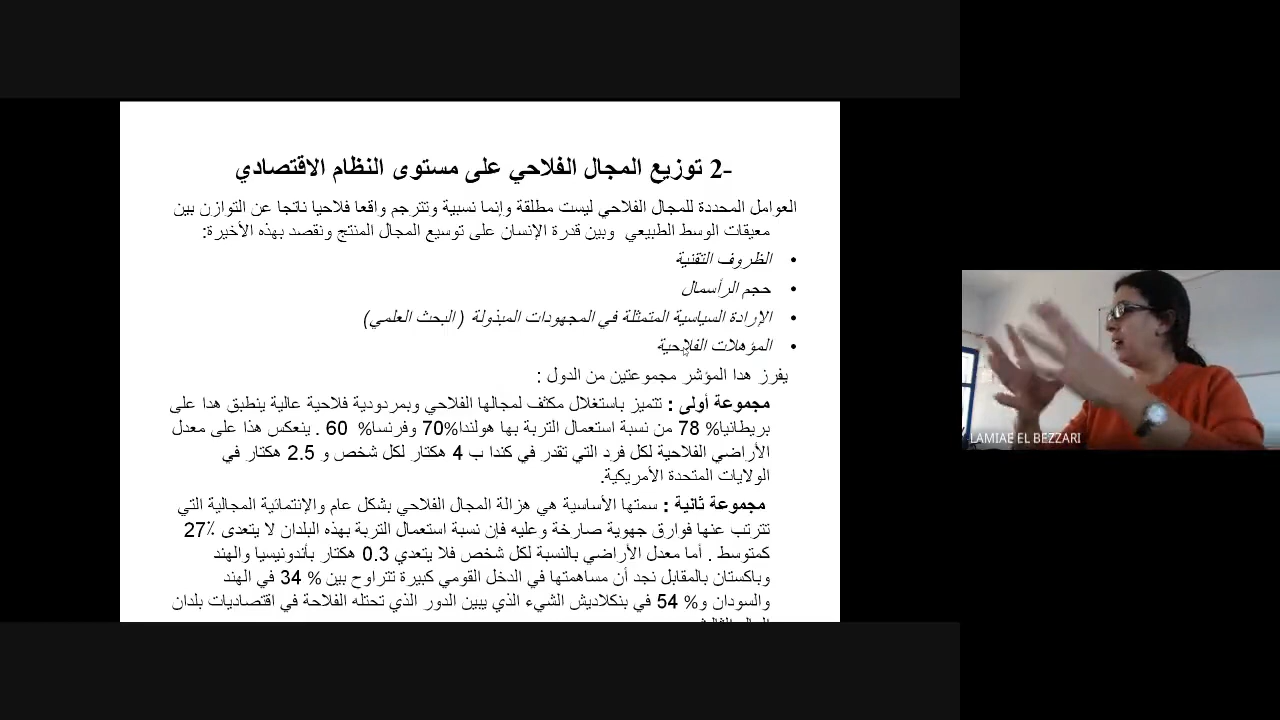 2- توزيع المجال الفلاحي على مستوى النظام الاقتصادي
العوامل المحددة للمجال الفلاحي ليست مطلقة وإنما نسبية وتترجم واقعا فلاحيا ناتجا عن التوازن بين
معيقات الوسط الطبيعي وبين قدرة الإنسان على توسيع المجال المنتج ونقصد بهذه الأخيرة:
• الظروف التقنية
• حجم الرأسمال
• الإرادة السياسية المتمثلة في المجهودات المبذولة (البحث العلمي)
• المؤهلات الفلاحية
يفرز هدا المؤشر مجموعتين من الدول :
مجموعة أولى : تتميز باستغلال مكثف لمجالها الفلاحي وبمردودية فلاحية عالية ينطبق هدا على
بريطانيا% 78 من نسبة استعمال التربة بها هولندا%70 وفرنسا% 60 . ينعكس هذا على معدل
الأراضي الفلاحية لكل فرد التي تقدر في كندا ب 4 هكتار لكل شخص و 2.5 هكتار في
الولايات المتحدة الأمريكية.
مجموعة ثانية : سمتها الأساسية هي هزالة المجال الفلاحي بشكل عام والإنتمائية المجالية التي
تترتب عنها فوارق جهوية صارخة وعليه فإن نسبة استعمال التربة بهذه البلدان لا يتعدى ٪27
كمتوسط . أما معدل الأراضي بالنسبة لكل شخص فلا يتعدي 0.3 هكتار بأندونيسيا والهند
وباكستان بالمقابل نجد أن مساهمتها في الدخل القومي كبيرة تتراوح بين % 34 في الهند
والسودان و% 54 في بنكلاديش الشيء الذي يبين الدور الذي تحتله الفلاحة في اقتصاديات بلدان
LAMIAE EL BEZZARI